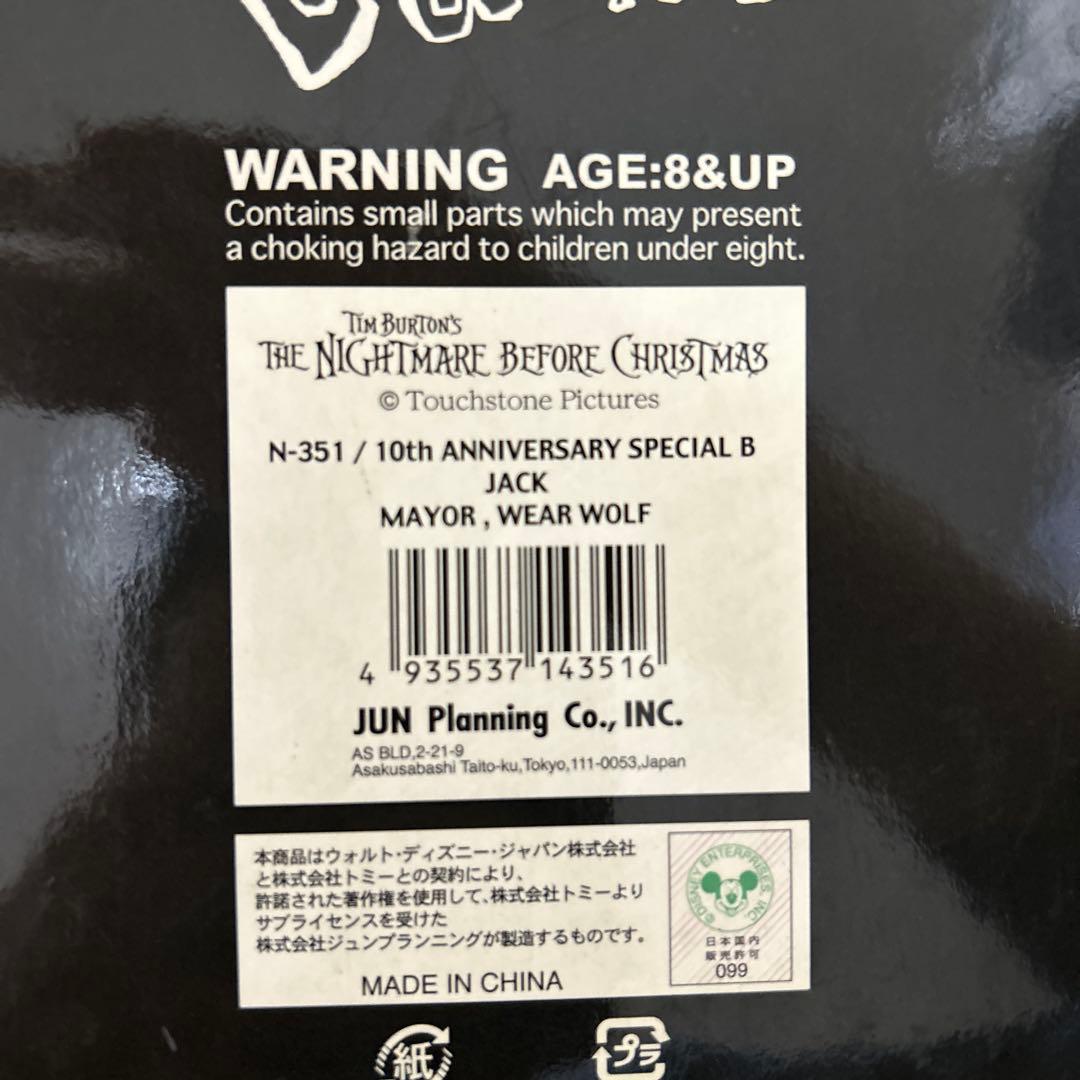 WARNING AGE:8&UP
Contains small parts which may present
a choking hazard to children under eight.
TIM BURTON'S
THE NIGHTMARE BEFORE CHRISTMAS
© Touchstone Pictures
N-351 / 10th ANNIVERSARY SPECIAL B
JACK
MAYOR , WEAR WOLF
4 935537 143516
JUN Planning Co., INC.
AS BLD,2-21-9
Asakusabashi Taito-ku,Tokyo,111-0053,Japan
本商品はウォルト・ディズニー・ジャパン株式会社
と株式会社トミーとの契約により、
許諾された著作権を使用して、株式会社トミーより
サブライセンスを受けた
株式会社ジュンプランニングが製造するものです。
MADE IN CHINA
©DISNEY ENTERPRISES, INC.
日本国内
販売許可
099
紙
プラ